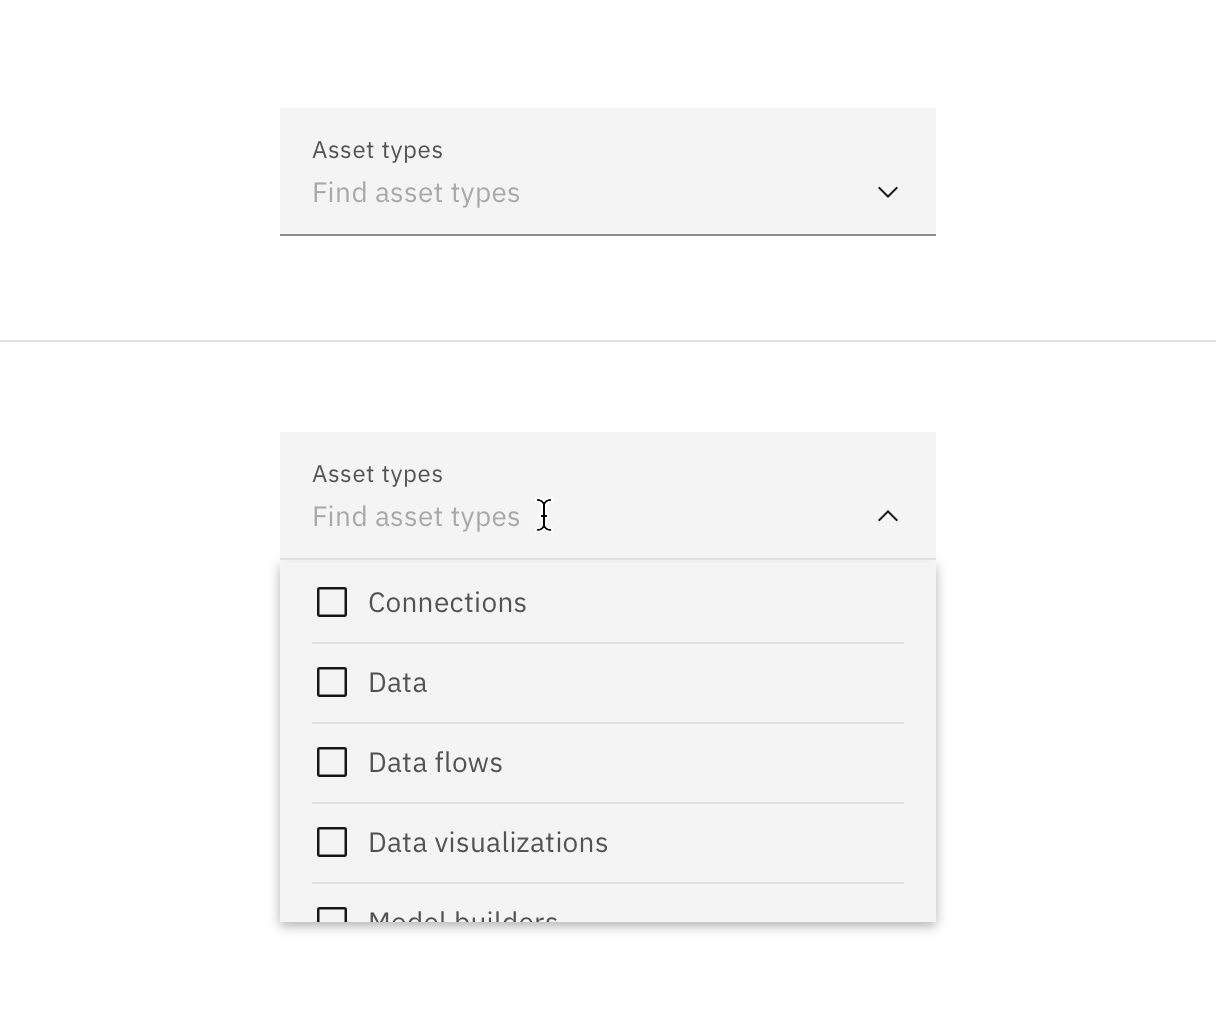 Asset types
Find asset types
Asset types
Find asset types
Connections
Data
Data flows
Data visualizations
Model builders